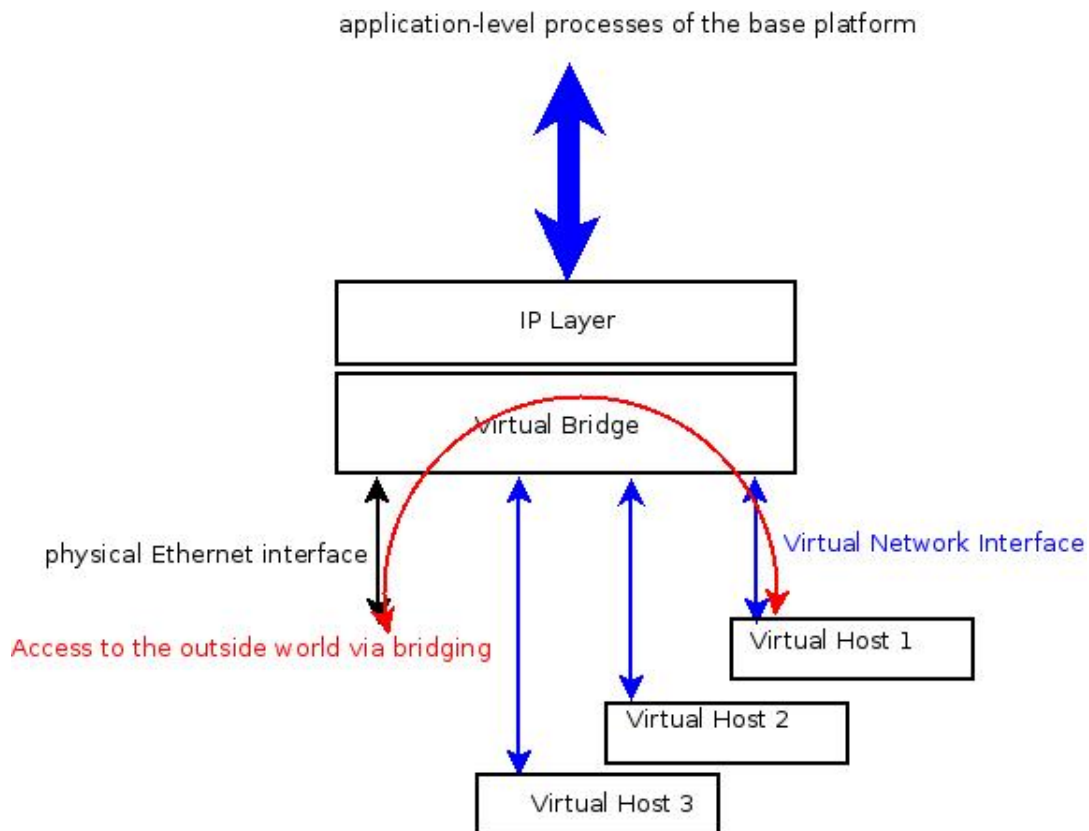 application-level processes of the base platform
IP Layer
Virtual Bridge
physical Ethernet interface
Virtual Network Interface
Access to the outside world via bridging
Virtual Host 1
Virtual Host 2
Virtual Host 3